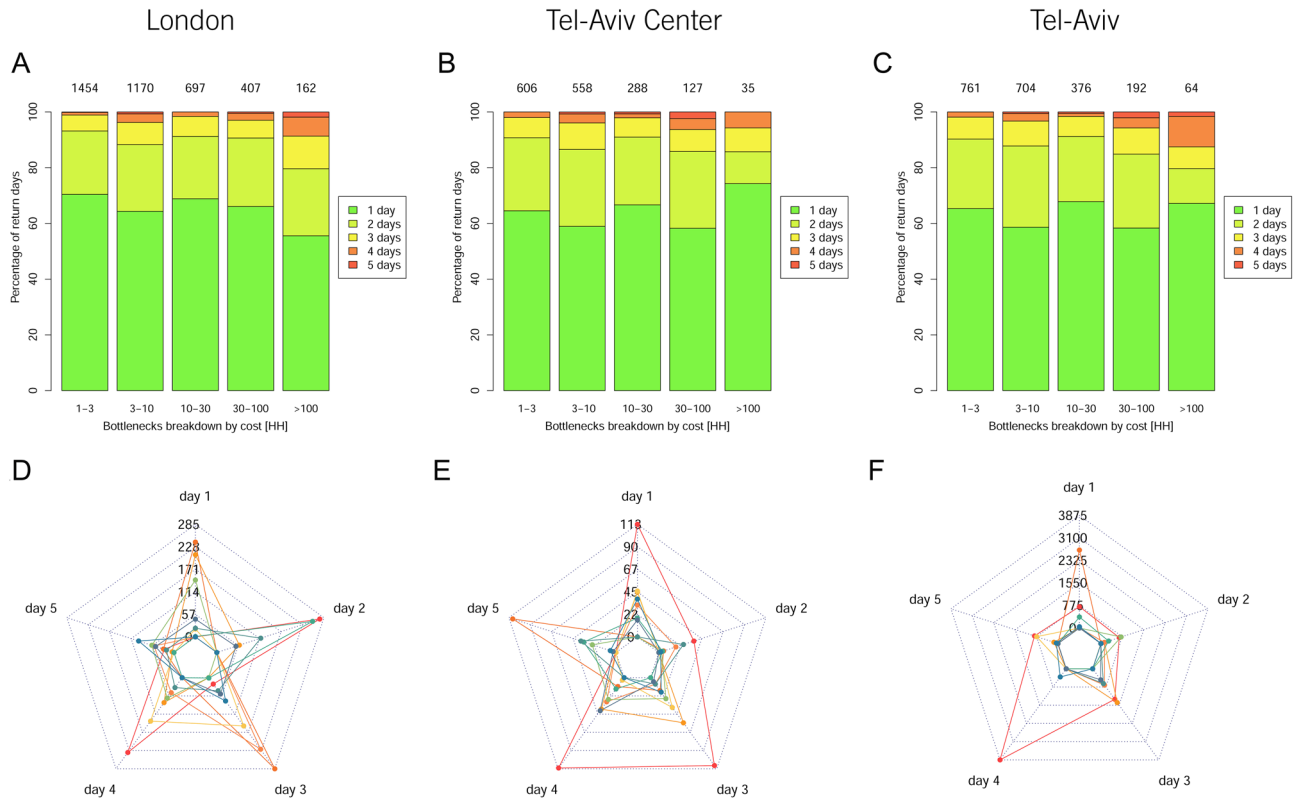 London Tel-Aviv Center Tel-Aviv
A B C
1454 1170 697 407 162
Percentage of return days
100
80
60
40
20
0
1 day
2 days
3 days
4 days
5 days
1-3 3-10 10-30 30-100 >100
Bottlenecks breakdown by cost [HH]
606 558 288 127 35
Percentage of return days
100
80
60
40
20
0
1 day
2 days
3 days
4 days
5 days
1-3 3-10 10-30 30-100 >100
Bottlenecks breakdown by cost [HH]
761 704 376 192 64
Percentage of return days
100
80
60
40
20
0
1 day
2 days
3 days
4 days
5 days
1-3 3-10 10-30 30-100 >100
Bottlenecks breakdown by cost [HH]
D
day 1
285
228
171
114
57
0
day 5
day 2
day 4
day 3
E
day 1
113
90
67
45
22
0
day 5
day 2
day 4
day 3
F
day 1
3875
3100
2325
1550
775
0
day 5
day 2
day 4
day 3